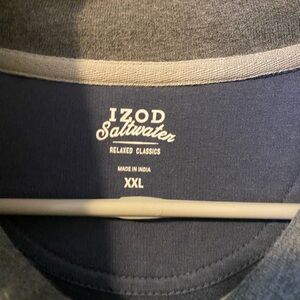 IZOD
Saltwater
RELAXED CLASSICS
MADE IN INDIA
XXL